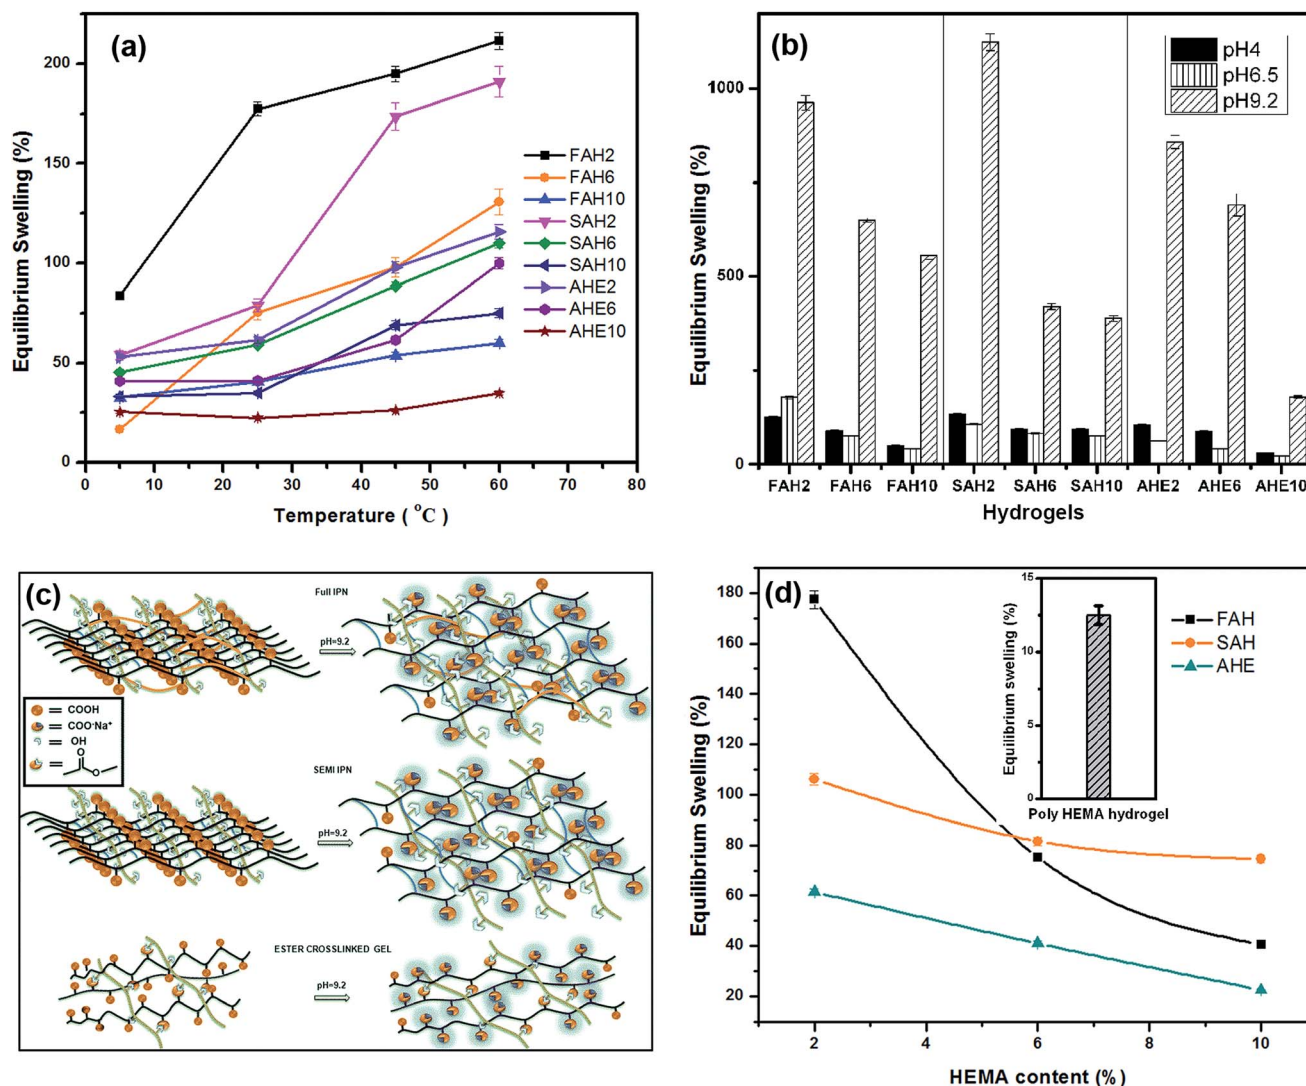 (a)
Equilibrium Swelling (%)
200
150
100
50
0
0 10 20 30 40 50 60 70 80
Temperature ( °C )
FAH2
FAH6
FAH10
SAH2
SAH6
SAH10
AHE2
AHE6
AHE10
(b)
Equilibrium Swelling (%)
1000
500
0
pH4
pH6.5
pH9.2
FAH2 FAH6 FAH10 SAH2 SAH6 SAH10 AHE2 AHE6 AHE10
Hydrogels
(c)
Full IPN
pH=9.2
= COOH
= COO-Na+
= OH
= O
O
SEMI IPN
pH=9.2
ESTER CROSSLINKED GEL
pH=9.2
(d)
Equilibrium Swelling (%)
180
160
140
120
100
80
60
40
20
2 4 6 8 10
HEMA content (%)
Equilibrium swelling (%)
15
10
5
0
Poly HEMA hydrogel
FAH
SAH
AHE